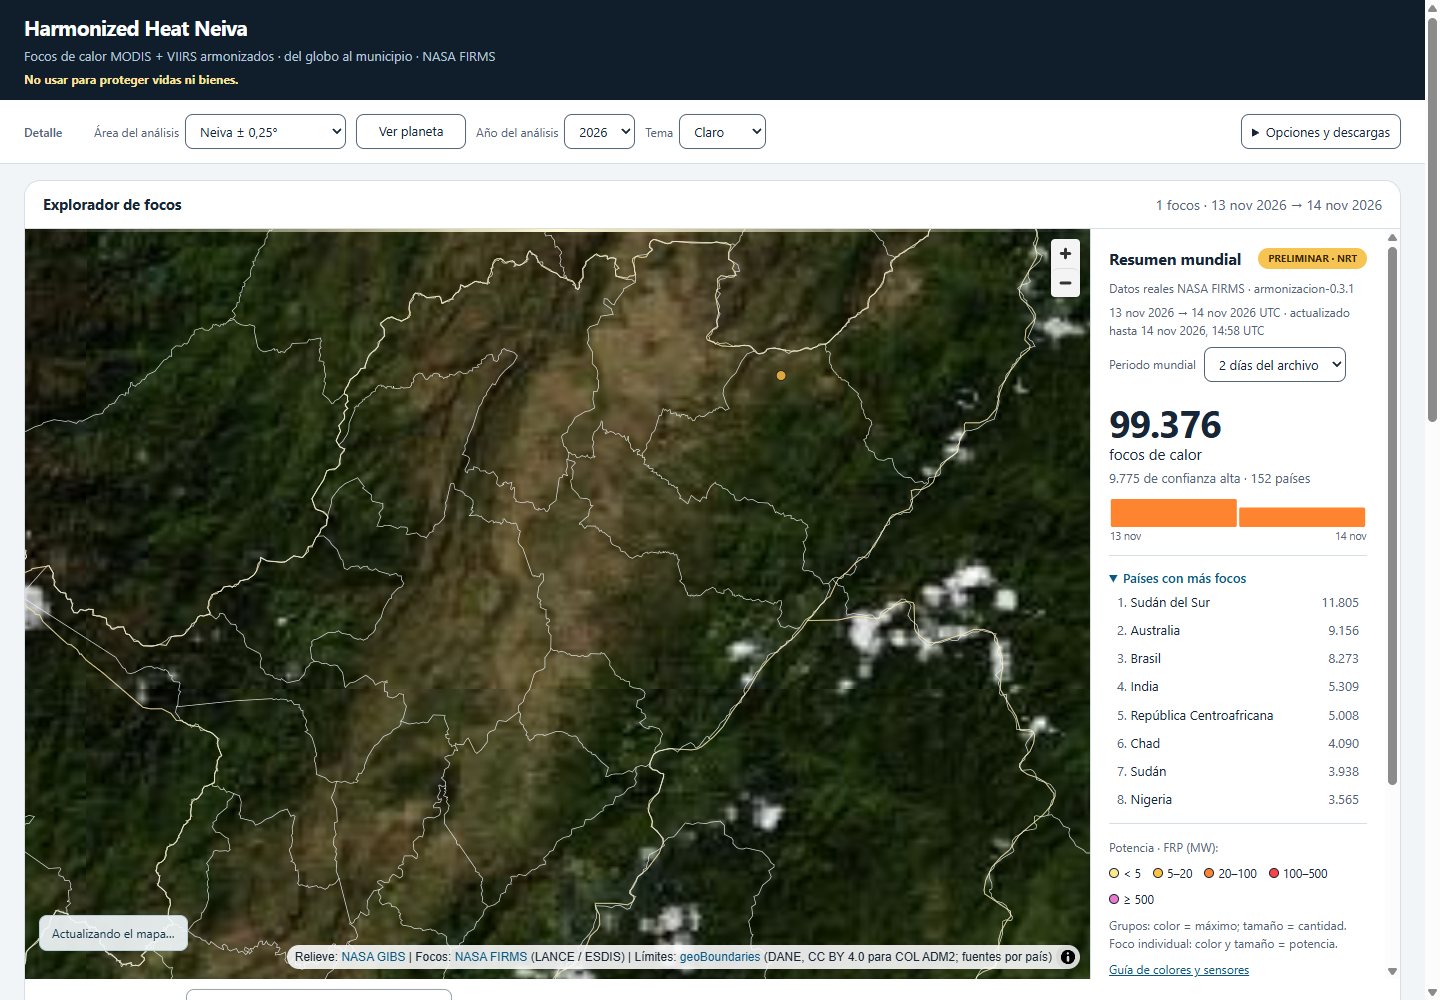 Harmonized Heat Neiva
Focos de calor MODIS + VIIRS armonizados · del globo al municipio · NASA FIRMS
No usar para proteger vidas ni bienes.
Detalle
Área del análisis
Neiva ± 0,25°
Ver planeta
Año del análisis
2026
Tema
Claro
Opciones y descargas
Explorador de focos
1 focos · 13 nov 2026 → 14 nov 2026
+
−
Resumen mundial
PRELIMINAR · NRT
Datos reales NASA FIRMS · armonizacion-0.3.1
13 nov 2026 → 14 nov 2026 UTC · actualizado
hasta 14 nov 2026, 14:58 UTC
Periodo mundial
2 días del archivo
99.376
focos de calor
9.775 de confianza alta · 152 países
13 nov
14 nov
Países con más focos
1. Sudán del Sur 11.805
2. Australia 9.156
3. Brasil 8.273
4. India 5.309
5. República Centroafricana 5.008
6. Chad 4.090
7. Sudán 3.938
8. Nigeria 3.565
Potencia · FRP (MW):
< 5
5–20
20–100
100–500
≥ 500
Grupos: color = máximo; tamaño = cantidad.
Foco individual: color y tamaño = potencia.
Guía de colores y sensores
Actualizando el mapa...
Relieve: NASA GIBS | Focos: NASA FIRMS (LANCE / ESDIS) | Límites: geoBoundaries (DANE, CC BY 4.0 para COL ADM2; fuentes por país)